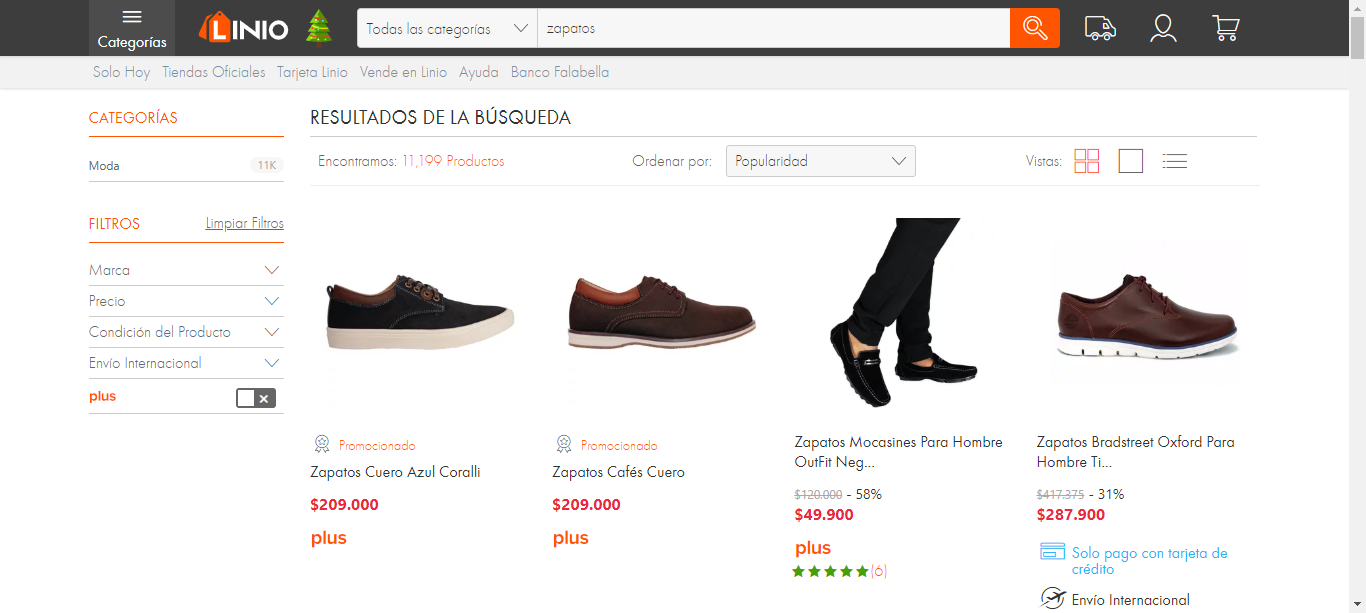 Categorías
LINIO
Todas las categorías
zapatos
Solo Hoy Tiendas Oficiales Tarjeta Linio Vende en Linio Ayuda Banco Falabella
CATEGORÍAS
Moda 11K
FILTROS Limpiar Filtros
Marca
Precio
Condición del Producto
Envío Internacional
plus
RESULTADOS DE LA BÚSQUEDA
Encontramos: 11,199 Productos
Ordenar por: Popularidad
Vistas:
Promocionado
Zapatos Cuero Azul Coralli
$209.000
plus
Promocionado
Zapatos Cafés Cuero
$209.000
plus
Zapatos Mocasines Para Hombre
OutFit Neg...
$120.000 - 58%
$49.900
plus
(6)
Zapatos Bradstreet Oxford Para
Hombre Ti...
$417.375 - 31%
$287.900
Solo pago con tarjeta de
crédito
Envío Internacional